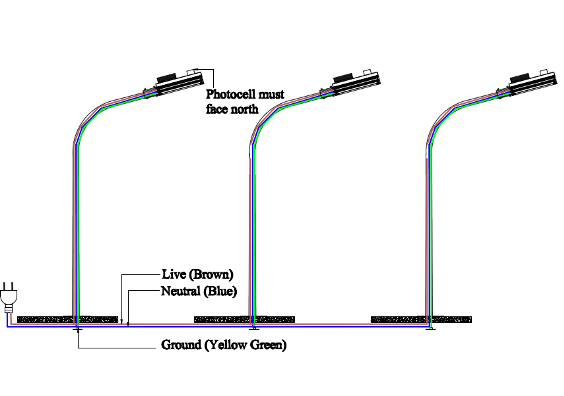 Photocell must
face north
Live (Brown)
Neutral (Blue)
Ground (Yellow Green)